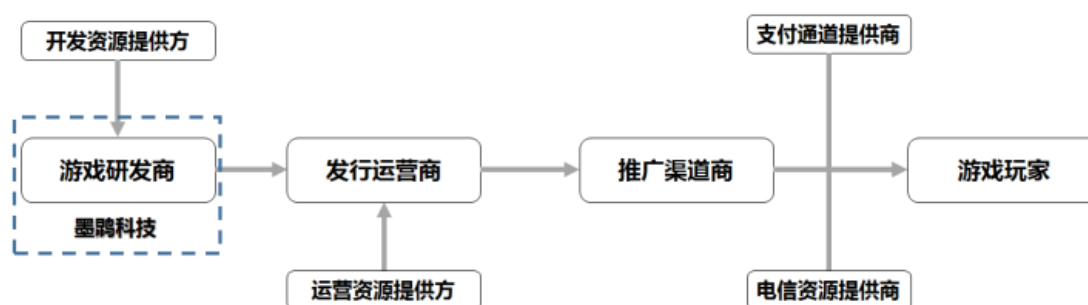 开发资源提供方
支付通道提供商
游戏研发商
发行运营商
推广渠道商
游戏玩家
墨鹍科技
运营资源提供方
电信资源提供商